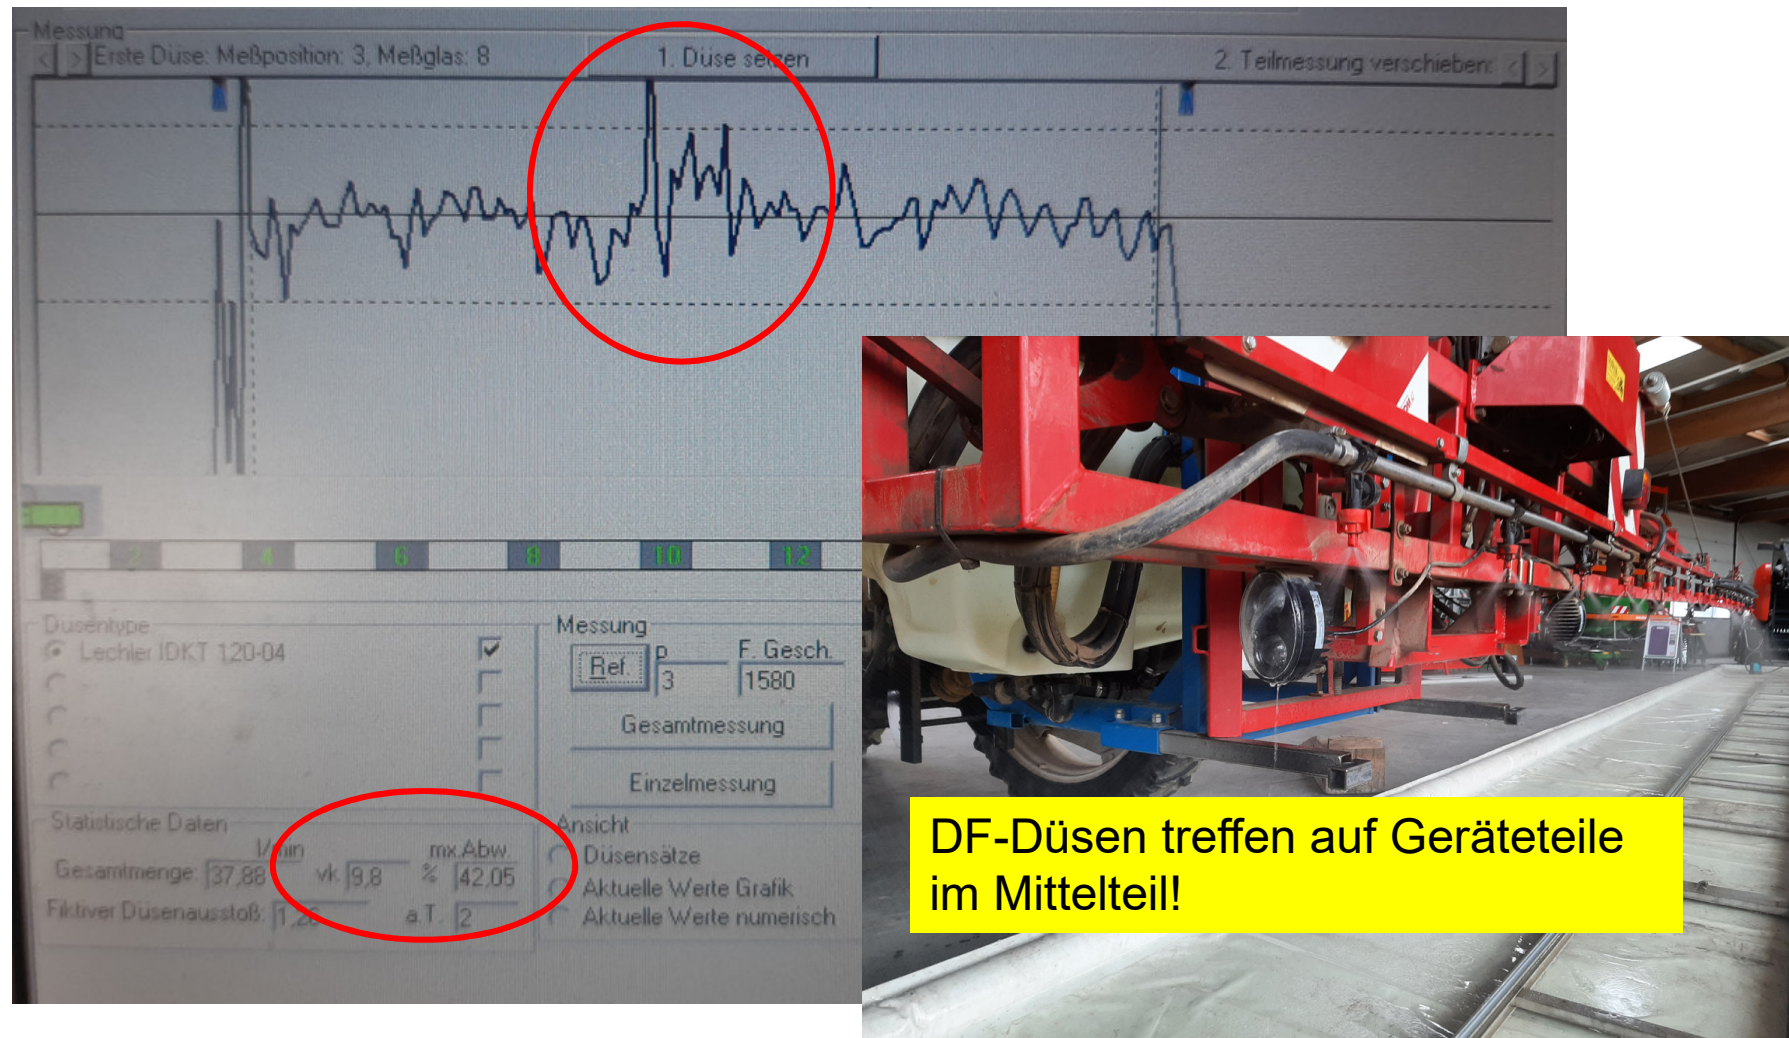 Messung
< > Erste Düse: Meßposition: 3, Meßglas: 8
1. Düse setzen
2. Teilmessung verschieben: < >
2 4 6 8 10 12
Düsentype
Lechler IDKT 120-04
Messung
Ref.
p
3
F. Gesch.
1580
Gesamtmessung
Einzelmessung
Statistische Daten
l/min
mx.Abw.
Gesamtmenge: 37,88 vk. 9,8 % 42,05
Fiktiver Düsenausstoß: a.T. 2
Ansicht
Düsensätze
Aktuelle Werte Grafik
Aktuelle Werte numerisch
DF-Düsen treffen auf Geräteteile
im Mittelteil!